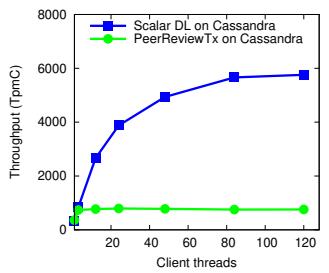 8000
Scalar DL on Cassandra
PeerReviewTx on Cassandra
6000
4000
2000
0
Throughput (TpmC)
20 40 60 80 100 120
Client threads